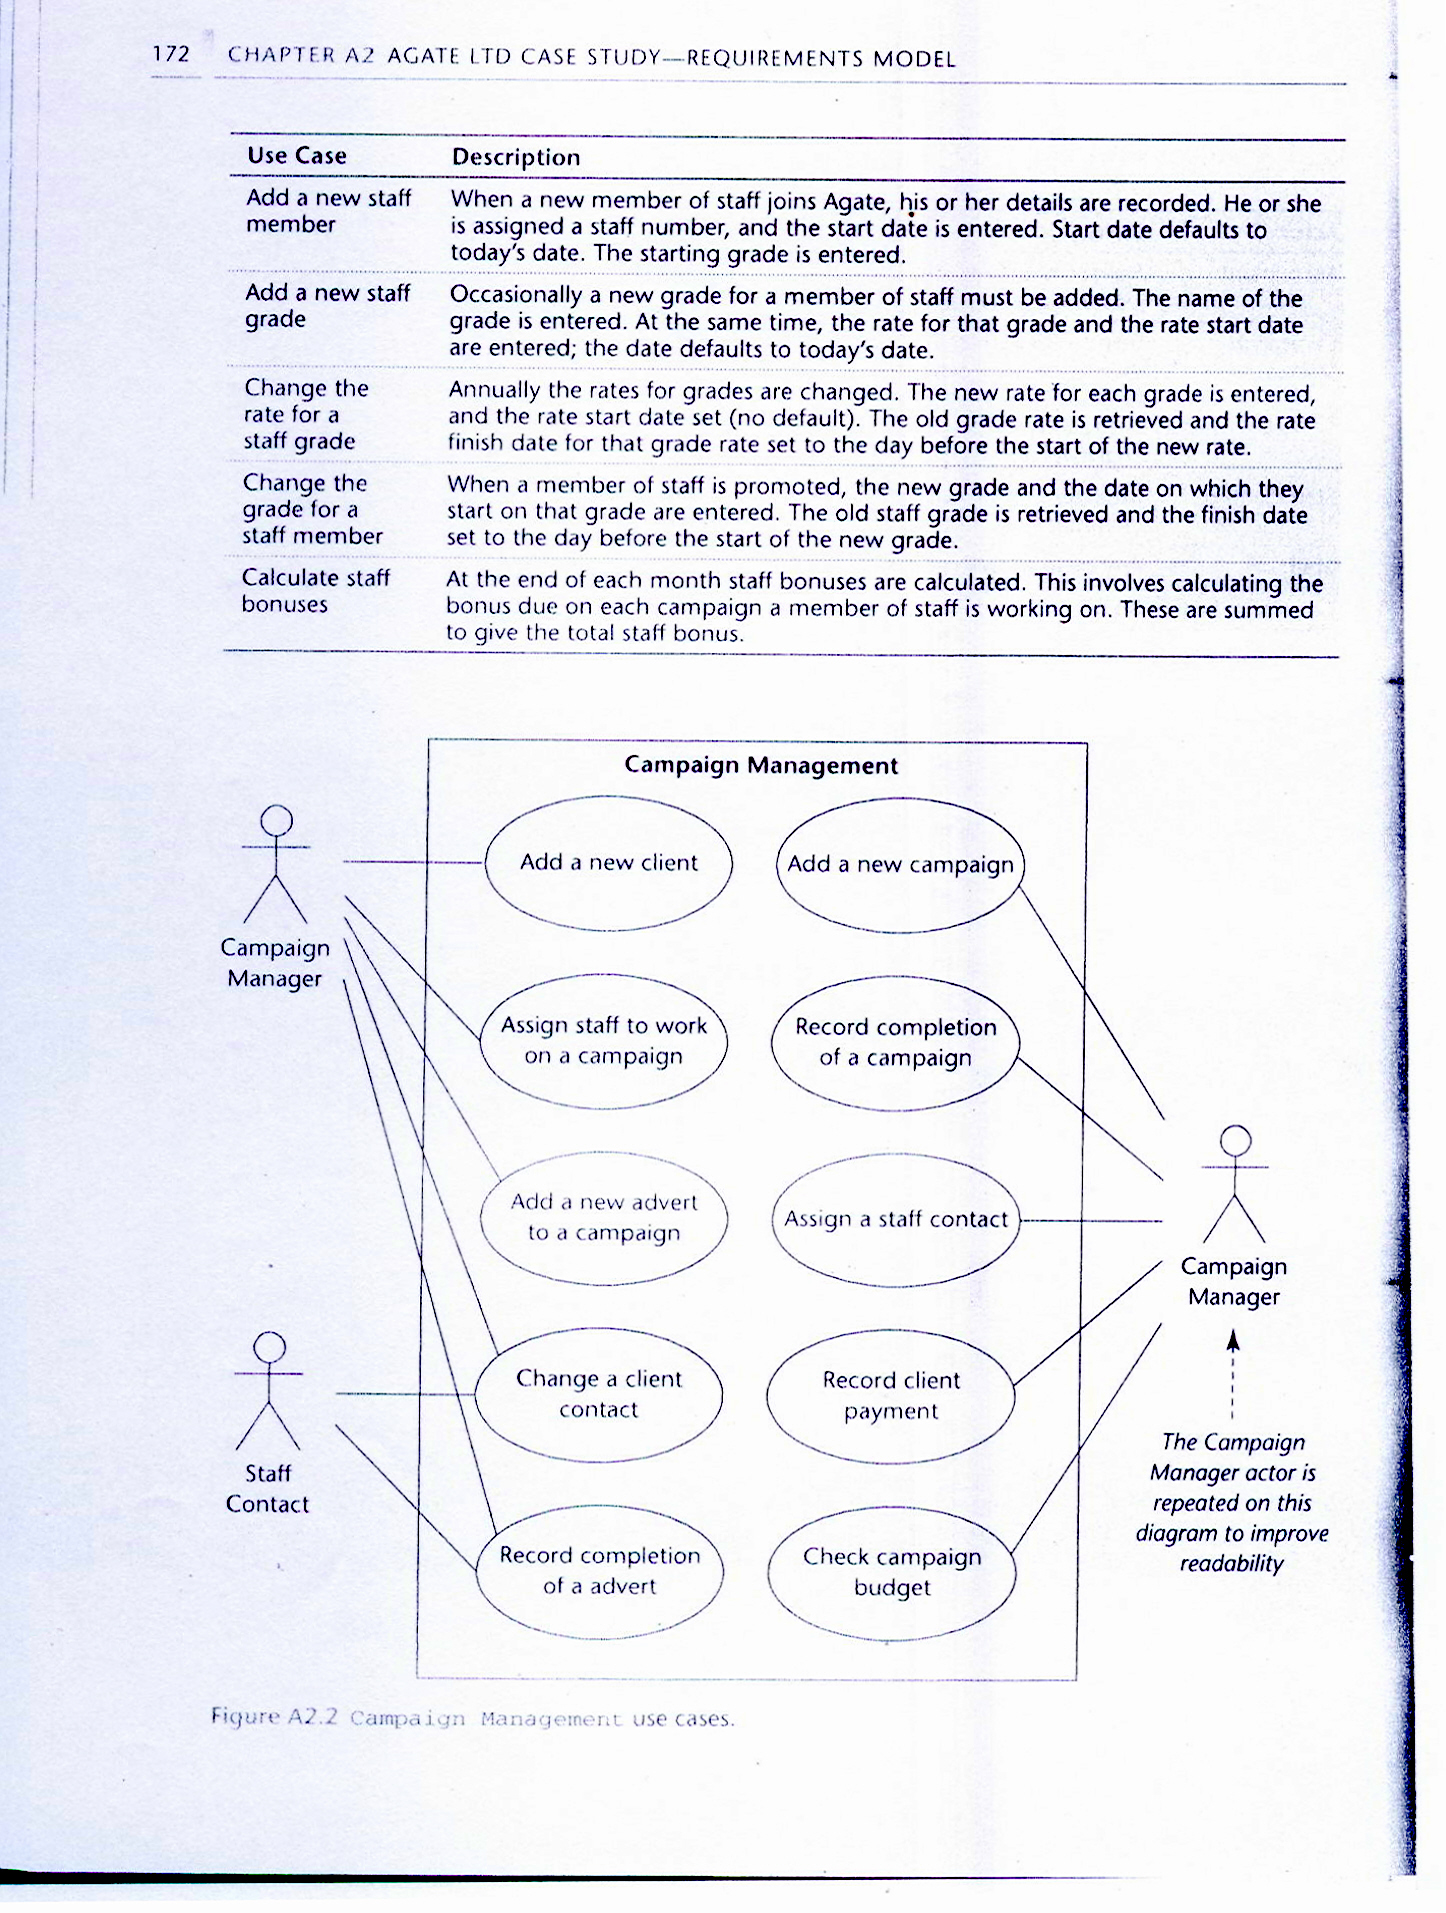 172 CHAPTER A2 AGATE LTD CASE STUDY—REQUIREMENTS MODEL
Use Case Description
Add a new staff When a new member of staff joins Agate, his or her details are recorded. He or she
member is assigned a staff number, and the start date is entered. Start date defaults to
today's date. The starting grade is entered.
Add a new staff Occasionally a new grade for a member of staff must be added. The name of the
grade grade is entered. At the same time, the rate for that grade and the rate start date
are entered; the date defaults to today's date.
Change the Annually the rates for grades are changed. The new rate for each grade is entered,
rate for a and the rate start date set (no default). The old grade rate is retrieved and the rate
staff grade finish date for that grade rate set to the day before the start of the new rate.
Change the When a member of staff is promoted, the new grade and the date on which they
grade for a start on that grade are entered. The old staff grade is retrieved and the finish date
staff member set to the day before the start of the new grade.
Calculate staff At the end of each month staff bonuses are calculated. This involves calculating the
bonuses bonus due on each campaign a member of staff is working on. These are summed
to give the total staff bonus.
Campaign Management
Add a new client
Add a new campaign
Campaign
Manager
Assign staff to work
on a campaign
Record completion
of a campaign
Add a new advert
to a campaign
Assign a staff contact
Campaign
Manager
Change a client
contact
Record client
payment
The Campaign
Manager actor is
repeated on this
diagram to improve
readability
Staff
Contact
Record completion
of a advert
Check campaign
budget
Figure A2.2 Campaign Management use cases.